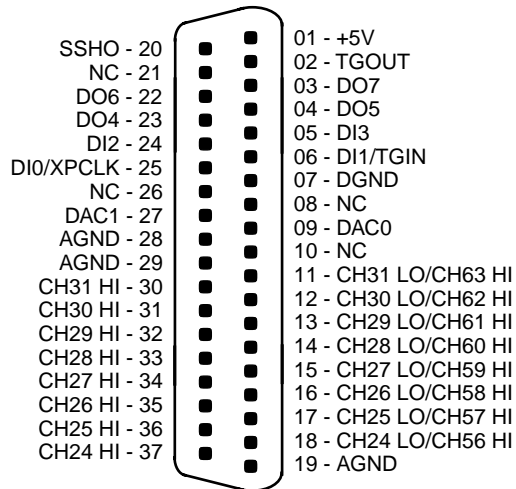 SSHO - 20
NC - 21
DO6 - 22
DO4 - 23
DI2 - 24
DI0/XPCLK - 25
NC - 26
DAC1 - 27
AGND - 28
AGND - 29
CH31 HI - 30
CH30 HI - 31
CH29 HI - 32
CH28 HI - 33
CH27 HI - 34
CH26 HI - 35
CH25 HI - 36
CH24 HI - 37
01 - +5V
02 - TGOUT
03 - DO7
04 - DO5
05 - DI3
06 - DI1/TGIN
07 - DGND
08 - NC
09 - DAC0
10 - NC
11 - CH31 LO/CH63 HI
12 - CH30 LO/CH62 HI
13 - CH29 LO/CH61 HI
14 - CH28 LO/CH60 HI
15 - CH27 LO/CH59 HI
16 - CH26 LO/CH58 HI
17 - CH25 LO/CH57 HI
18 - CH24 LO/CH56 HI
19 - AGND